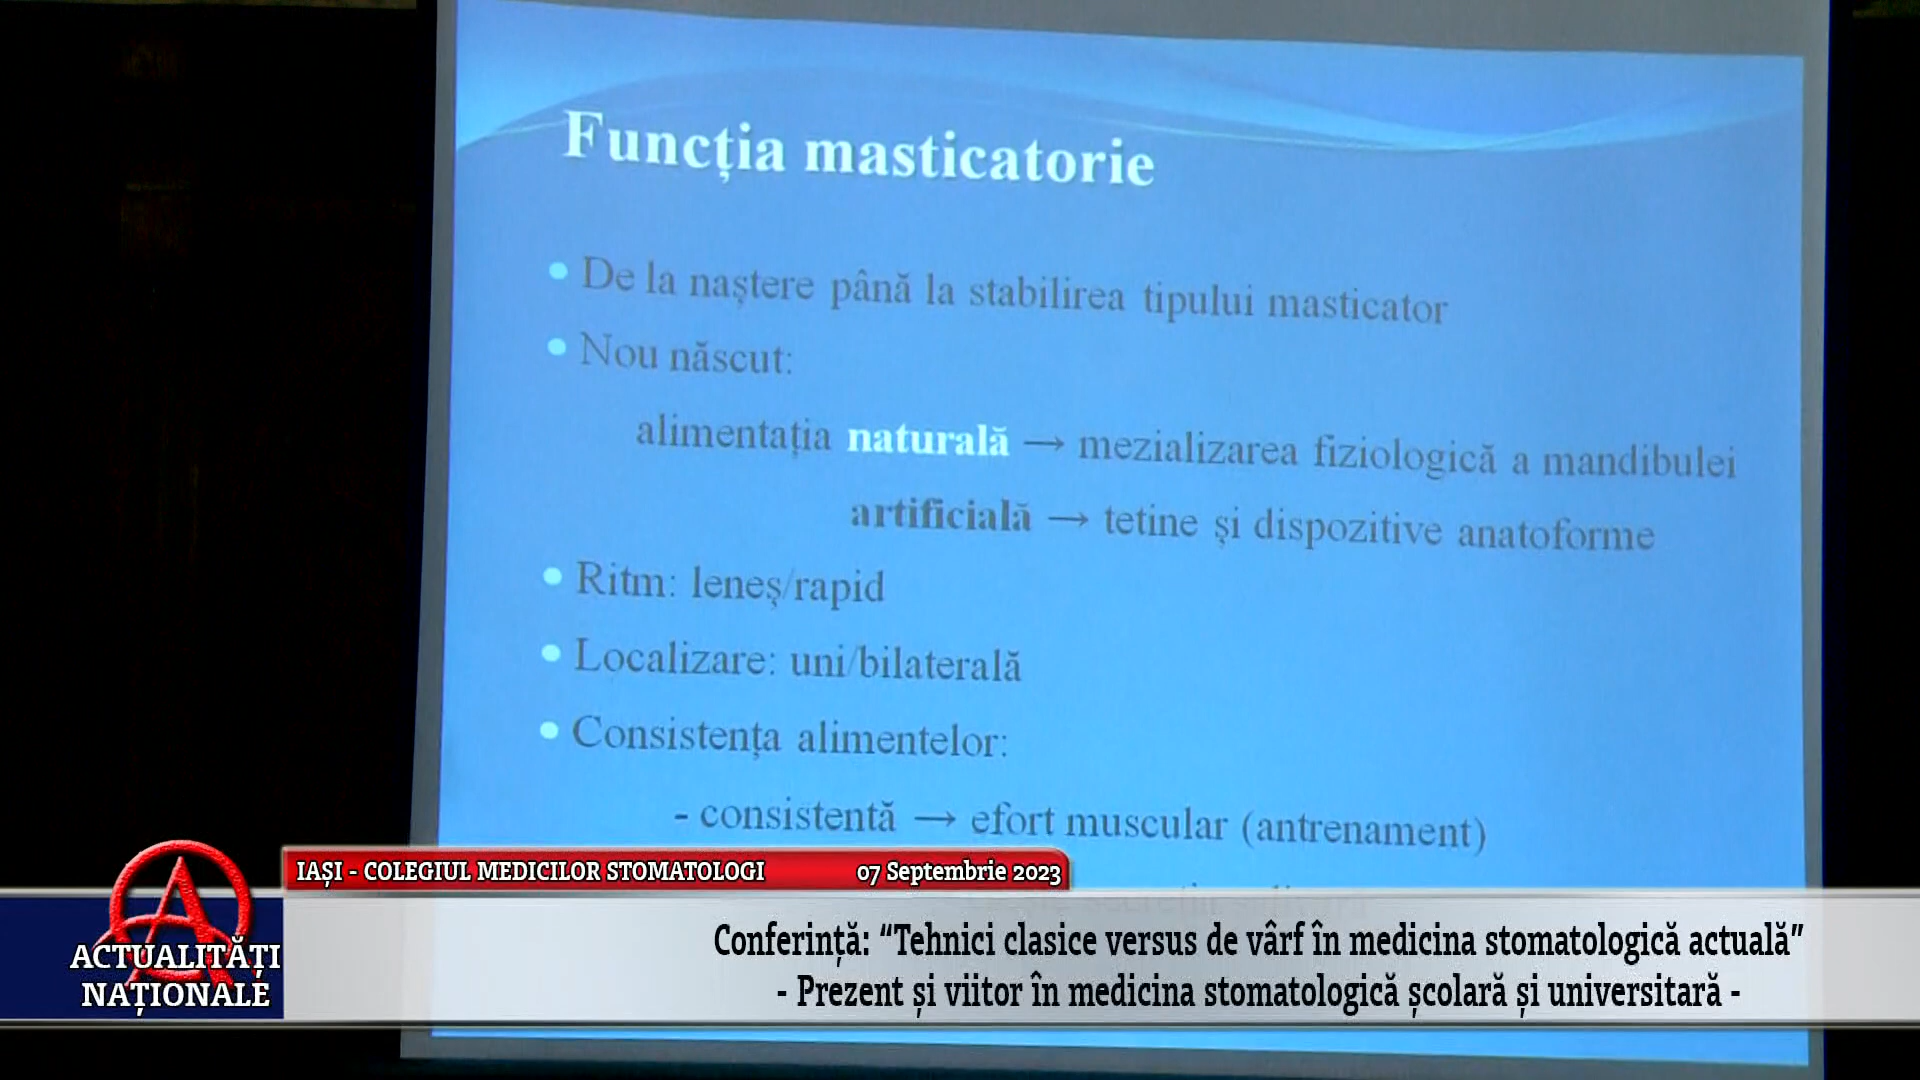 Funcția masticatorie
• De la naștere până la stabilirea tipului masticator
• Nou născut:
alimentația naturală → mezializarea fiziologică a mandibulei
artificială → tetine și dispozitive anatoforme
• Ritm: leneș/rapid
• Localizare: uni/bilaterală
• Consistența alimentelor:
- consistentă → efort muscular (antrenament)
IAȘI - COLEGIUL MEDICILOR STOMATOLOGI 07 Septembrie 2023
ACTUALITĂȚI
NAȚIONALE
Conferință: “Tehnici clasice versus de vârf în medicina stomatologică actuală”
- Prezent și viitor în medicina stomatologică școlară și universitară -